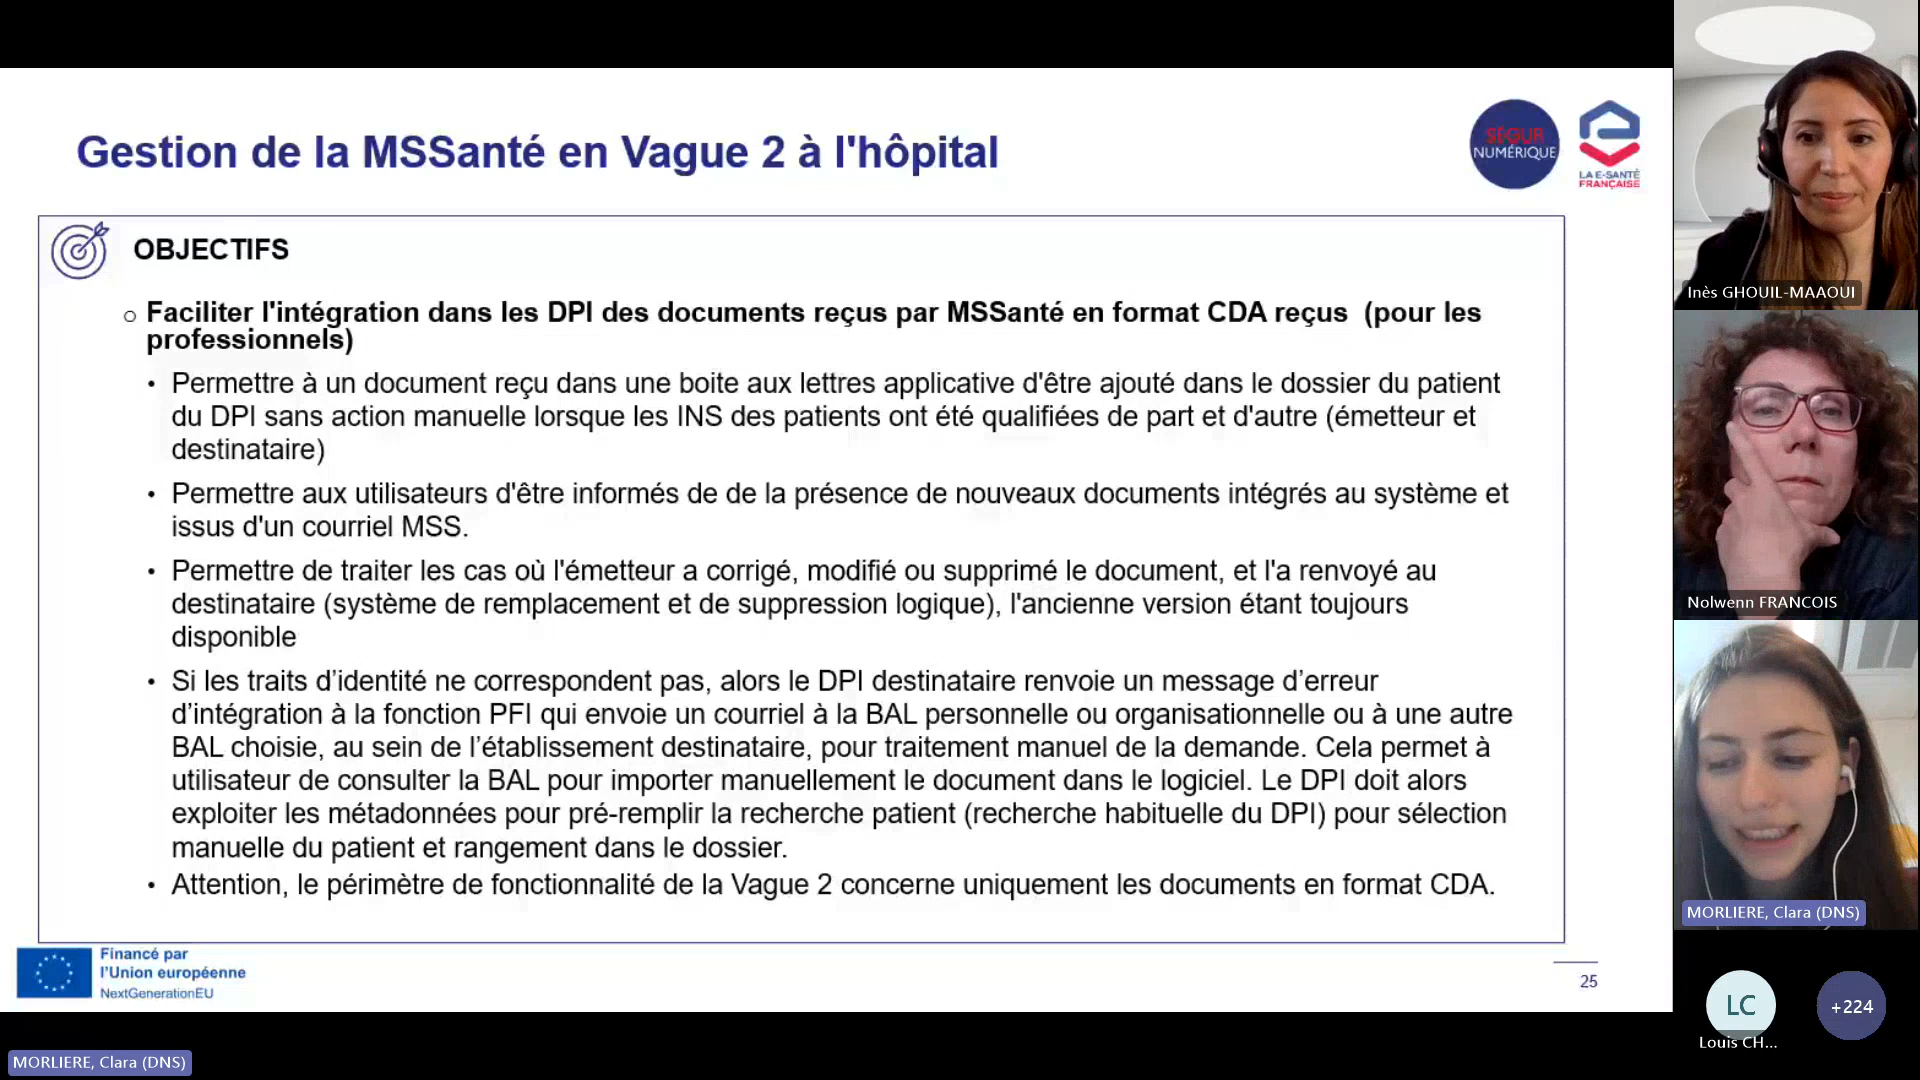 Gestion de la MSSanté en Vague 2 à l'hôpital
SÉGUR
NUMÉRIQUE
LA E-SANTÉ
FRANÇAISE
OBJECTIFS
o Faciliter l'intégration dans les DPI des documents reçus par MSSanté en format CDA reçus (pour les
professionnels)
• Permettre à un document reçu dans une boite aux lettres applicative d'être ajouté dans le dossier du patient
du DPI sans action manuelle lorsque les INS des patients ont été qualifiées de part et d'autre (émetteur et
destinataire)
• Permettre aux utilisateurs d'être informés de de la présence de nouveaux documents intégrés au système et
issus d'un courriel MSS.
• Permettre de traiter les cas où l'émetteur a corrigé, modifié ou supprimé le document, et l'a renvoyé au
destinataire (système de remplacement et de suppression logique), l'ancienne version étant toujours
disponible
• Si les traits d’identité ne correspondent pas, alors le DPI destinataire renvoie un message d’erreur
d’intégration à la fonction PFI qui envoie un courriel à la BAL personnelle ou organisationnelle ou à une autre
BAL choisie, au sein de l’établissement destinataire, pour traitement manuel de la demande. Cela permet à
utilisateur de consulter la BAL pour importer manuellement le document dans le logiciel. Le DPI doit alors
exploiter les métadonnées pour pré-remplir la recherche patient (recherche habituelle du DPI) pour sélection
manuelle du patient et rangement dans le dossier.
• Attention, le périmètre de fonctionnalité de la Vague 2 concerne uniquement les documents en format CDA.
Financé par
l’Union européenne
NextGenerationEU
25
MORLIERE, Clara (DNS)
Inès GHOUIL-MAAOUI
Nolwenn FRANCOIS
MORLIERE, Clara (DNS)
LC
Louis CH...
+224